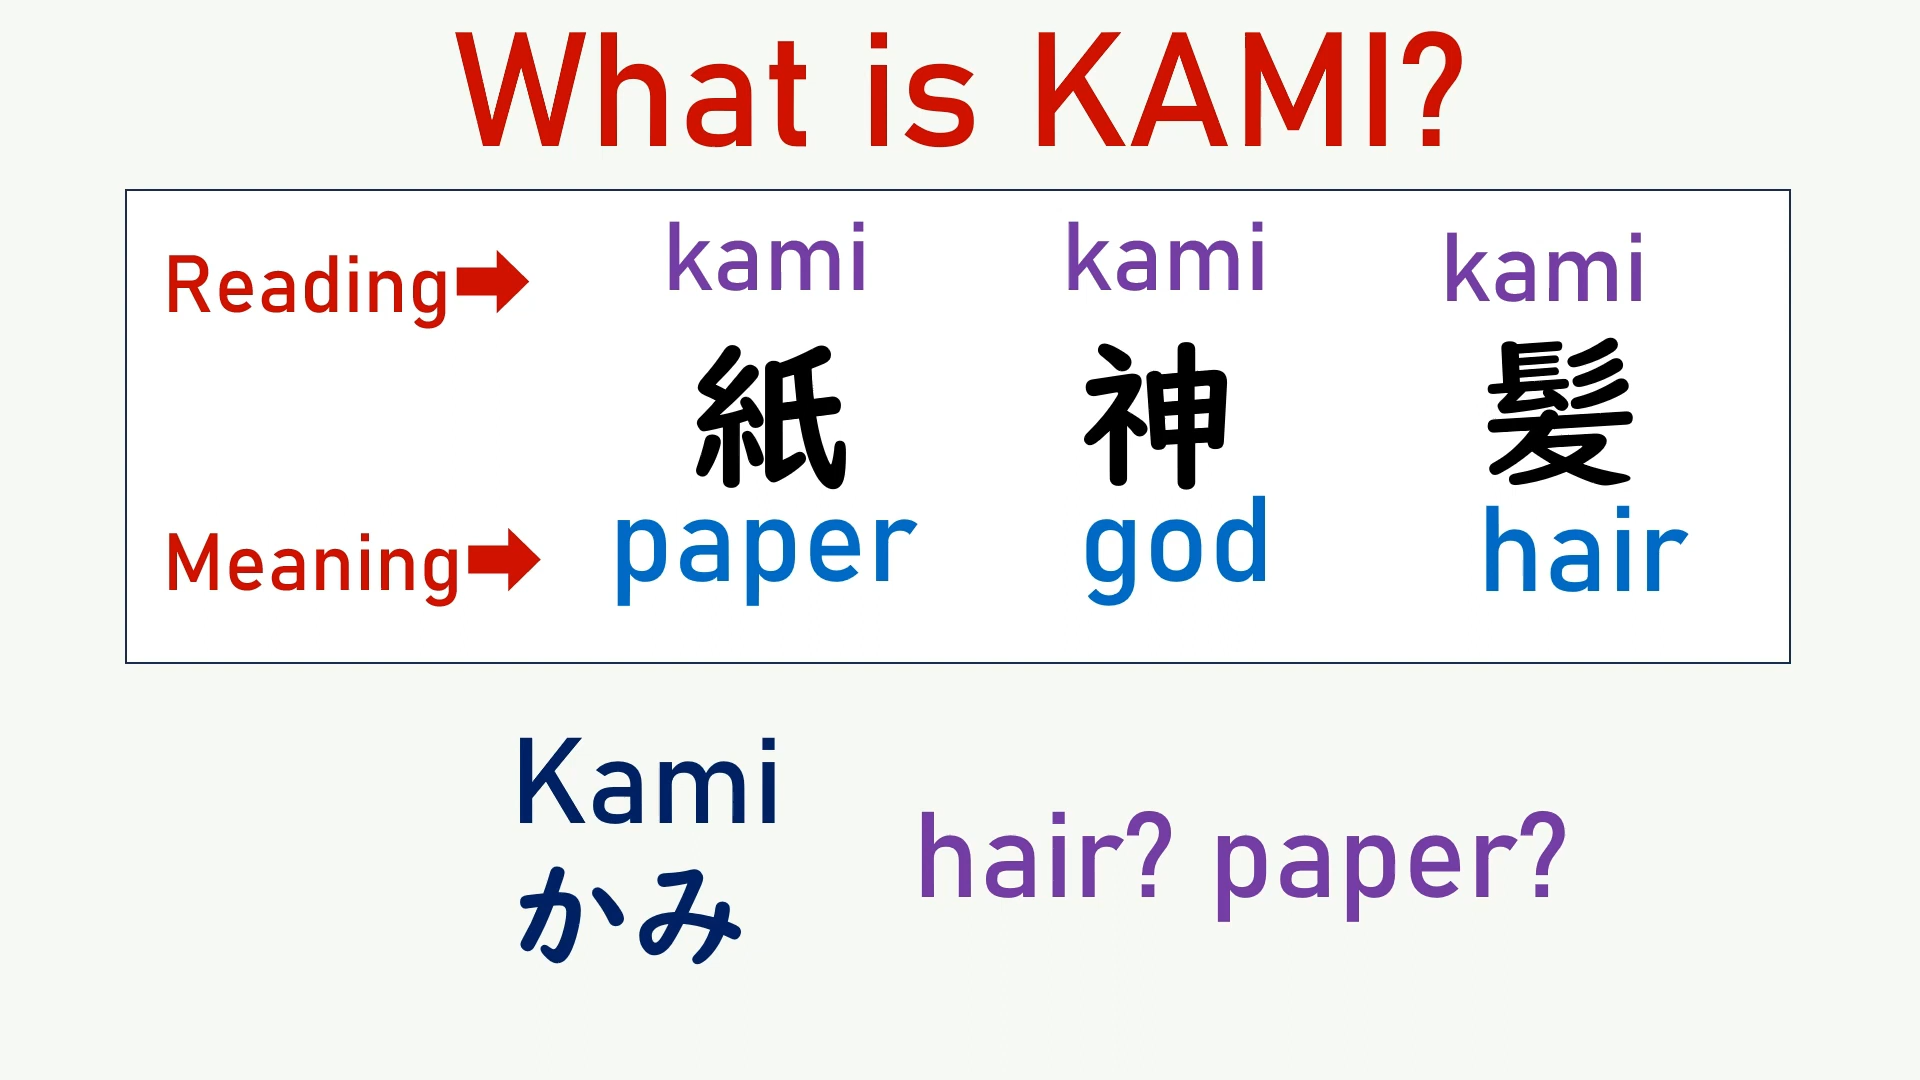 What is KAMI?
Reading kami kami kami
紙 神 髪
Meaning paper god hair
Kami
かみ
hair? paper?